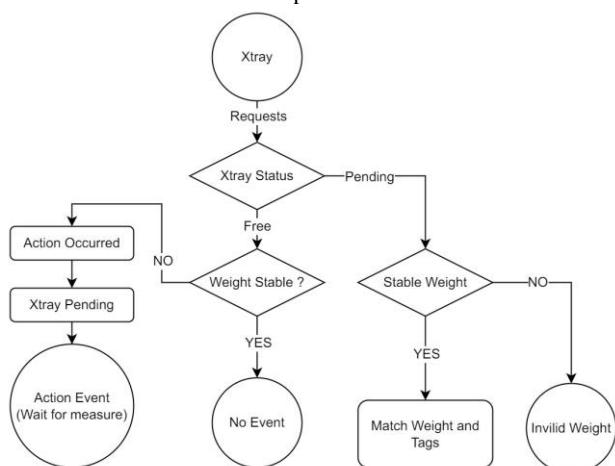 Xtray
Requests
Xtray Status
Pending
Free
Action Occurred
NO
Weight Stable ?
Stable Weight
NO
Xtray Pending
YES
YES
Action Event
(Wait for measure)
No Event
Match Weight and
Tags
Invilid Weight